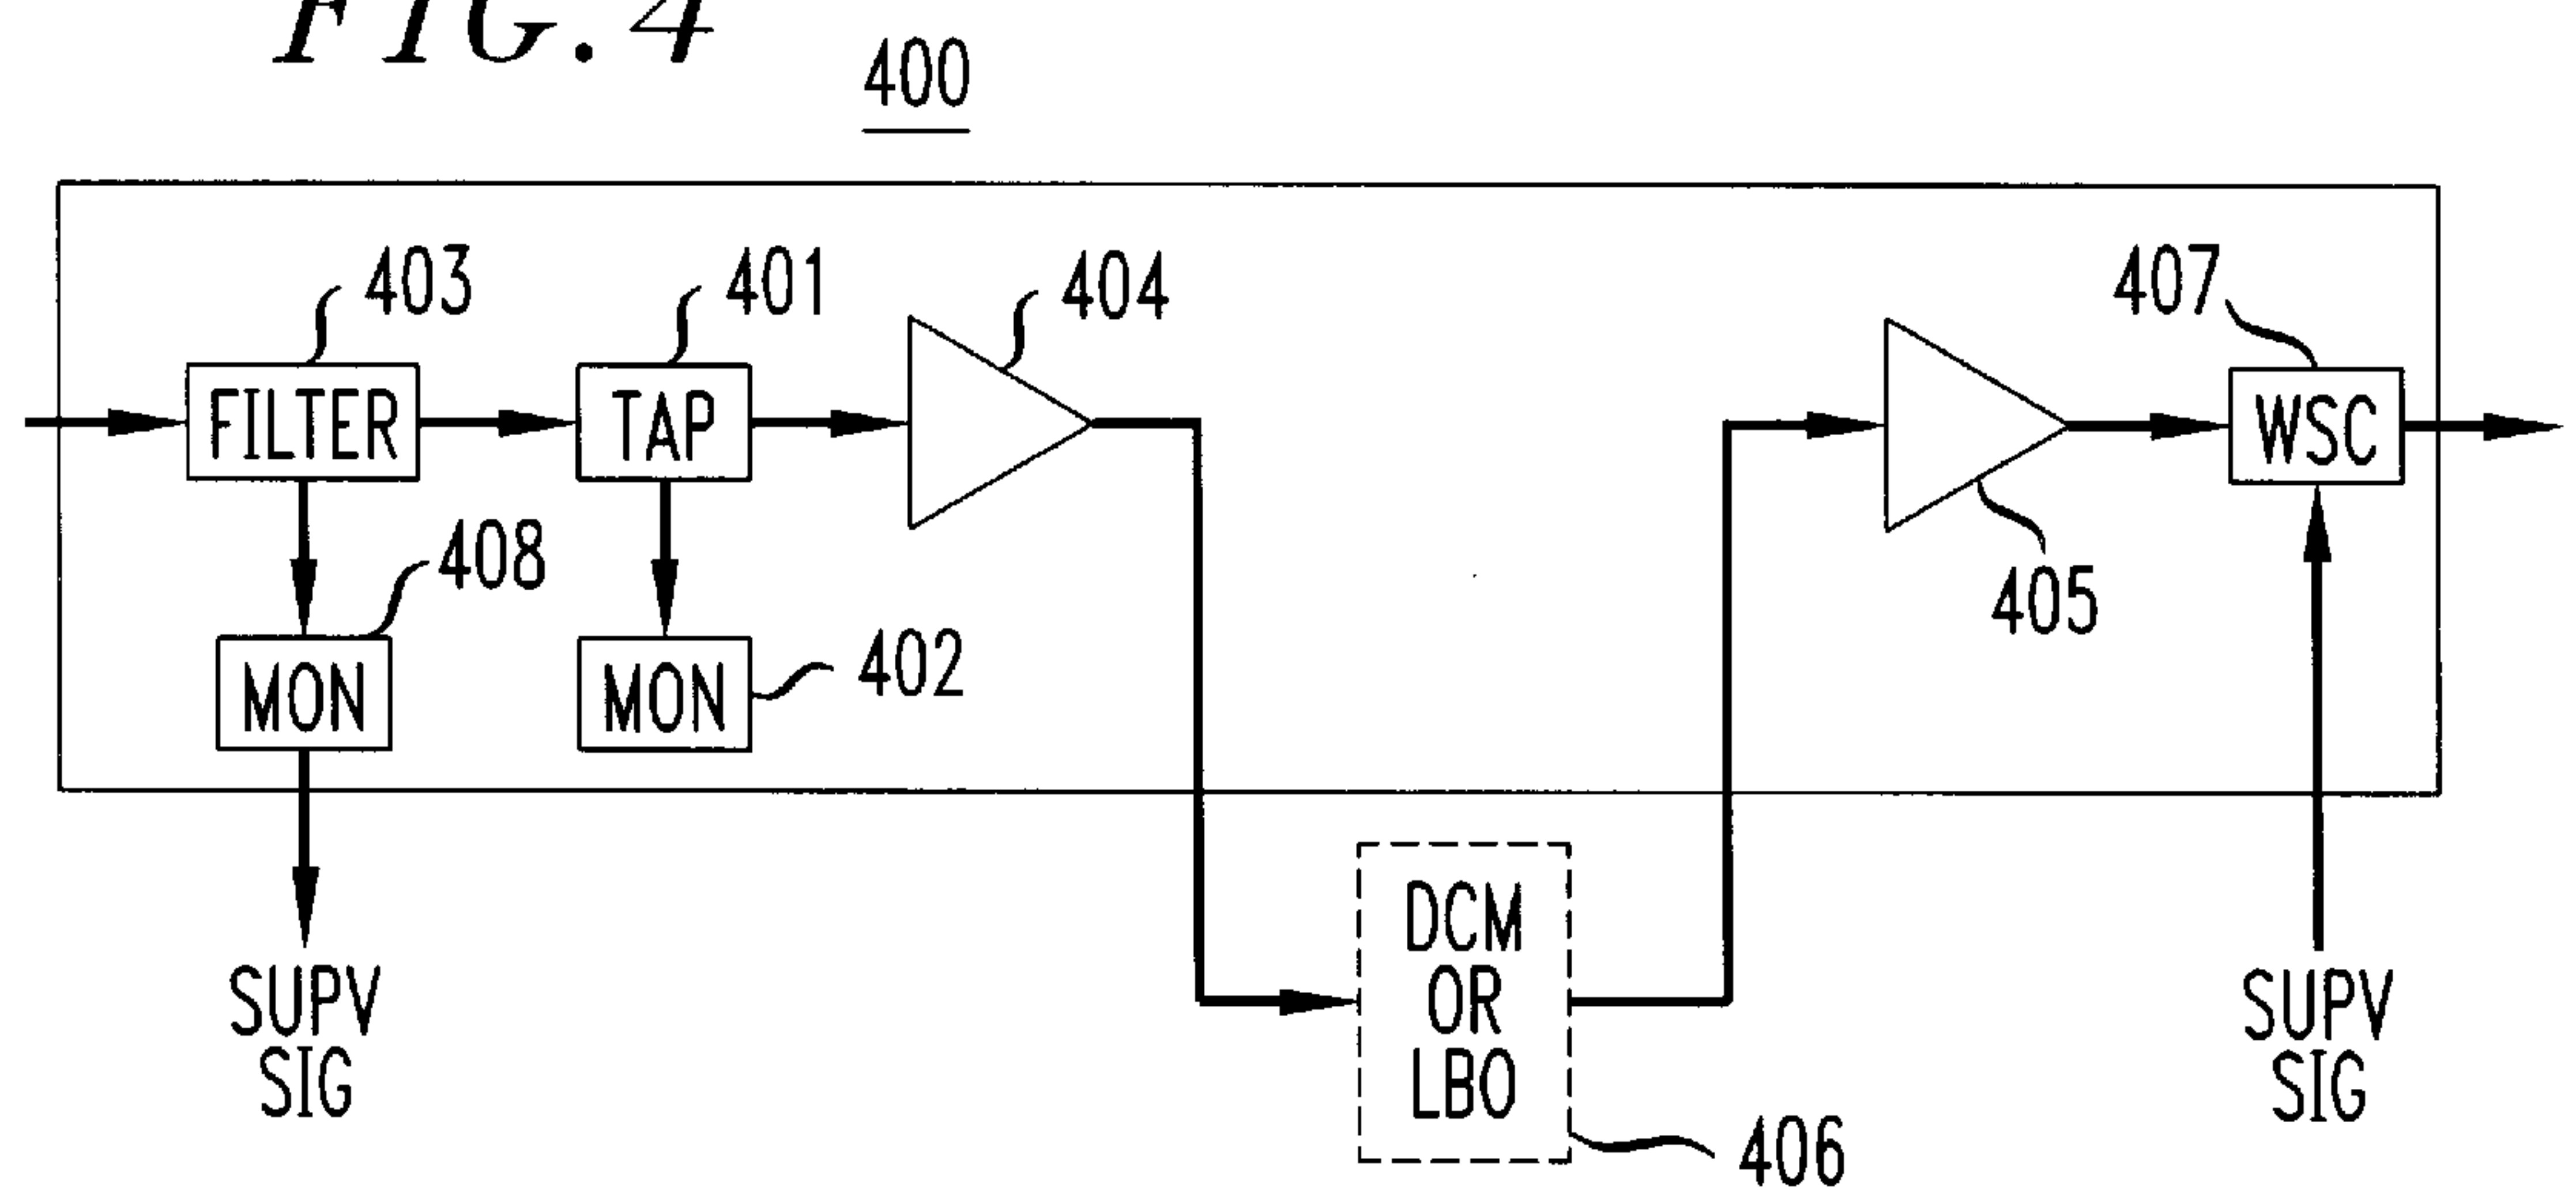 FIG. 4
400
403
401
404
407
FILTER
TAP
WSC
408
405
402
MON
MON
DCM
OR
LBO
SUPV
SIG
SUPV
SIG
406